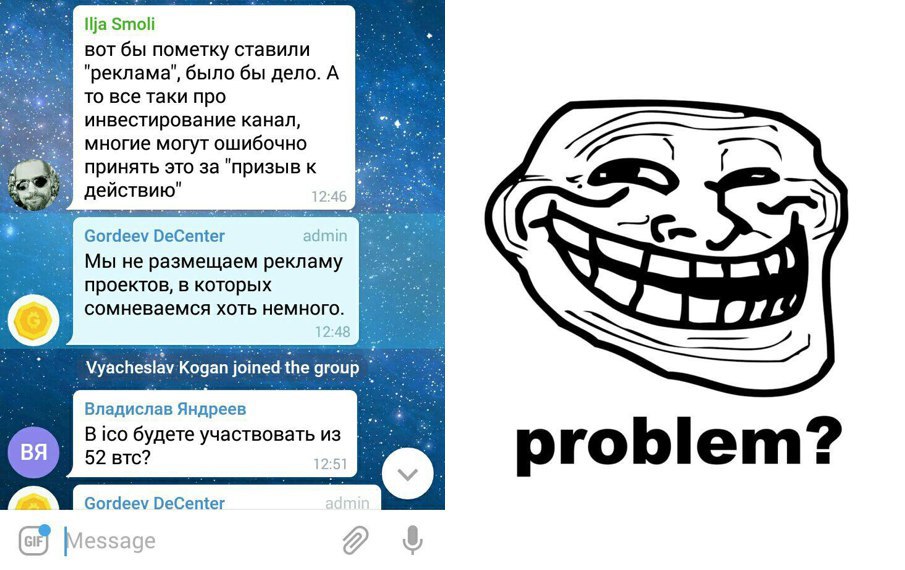 Ilja Smoli
вот бы пометку ставили
"реклама", было бы дело. А
то все таки про
инвестирование канал,
многие могут ошибочно
принять это за "призыв к
действию"
12:46
Gordeev DeCenter admin
Мы не размещаем рекламу
проектов, в которых
сомневаемся хоть немного.
12:48
Vyacheslav Kogan joined the group
Владислав Яндреев
ВЯ
В ico будете участвовать из
52 втс?
12:51
Gordeev DeCenter admin
GIF Message
problem?